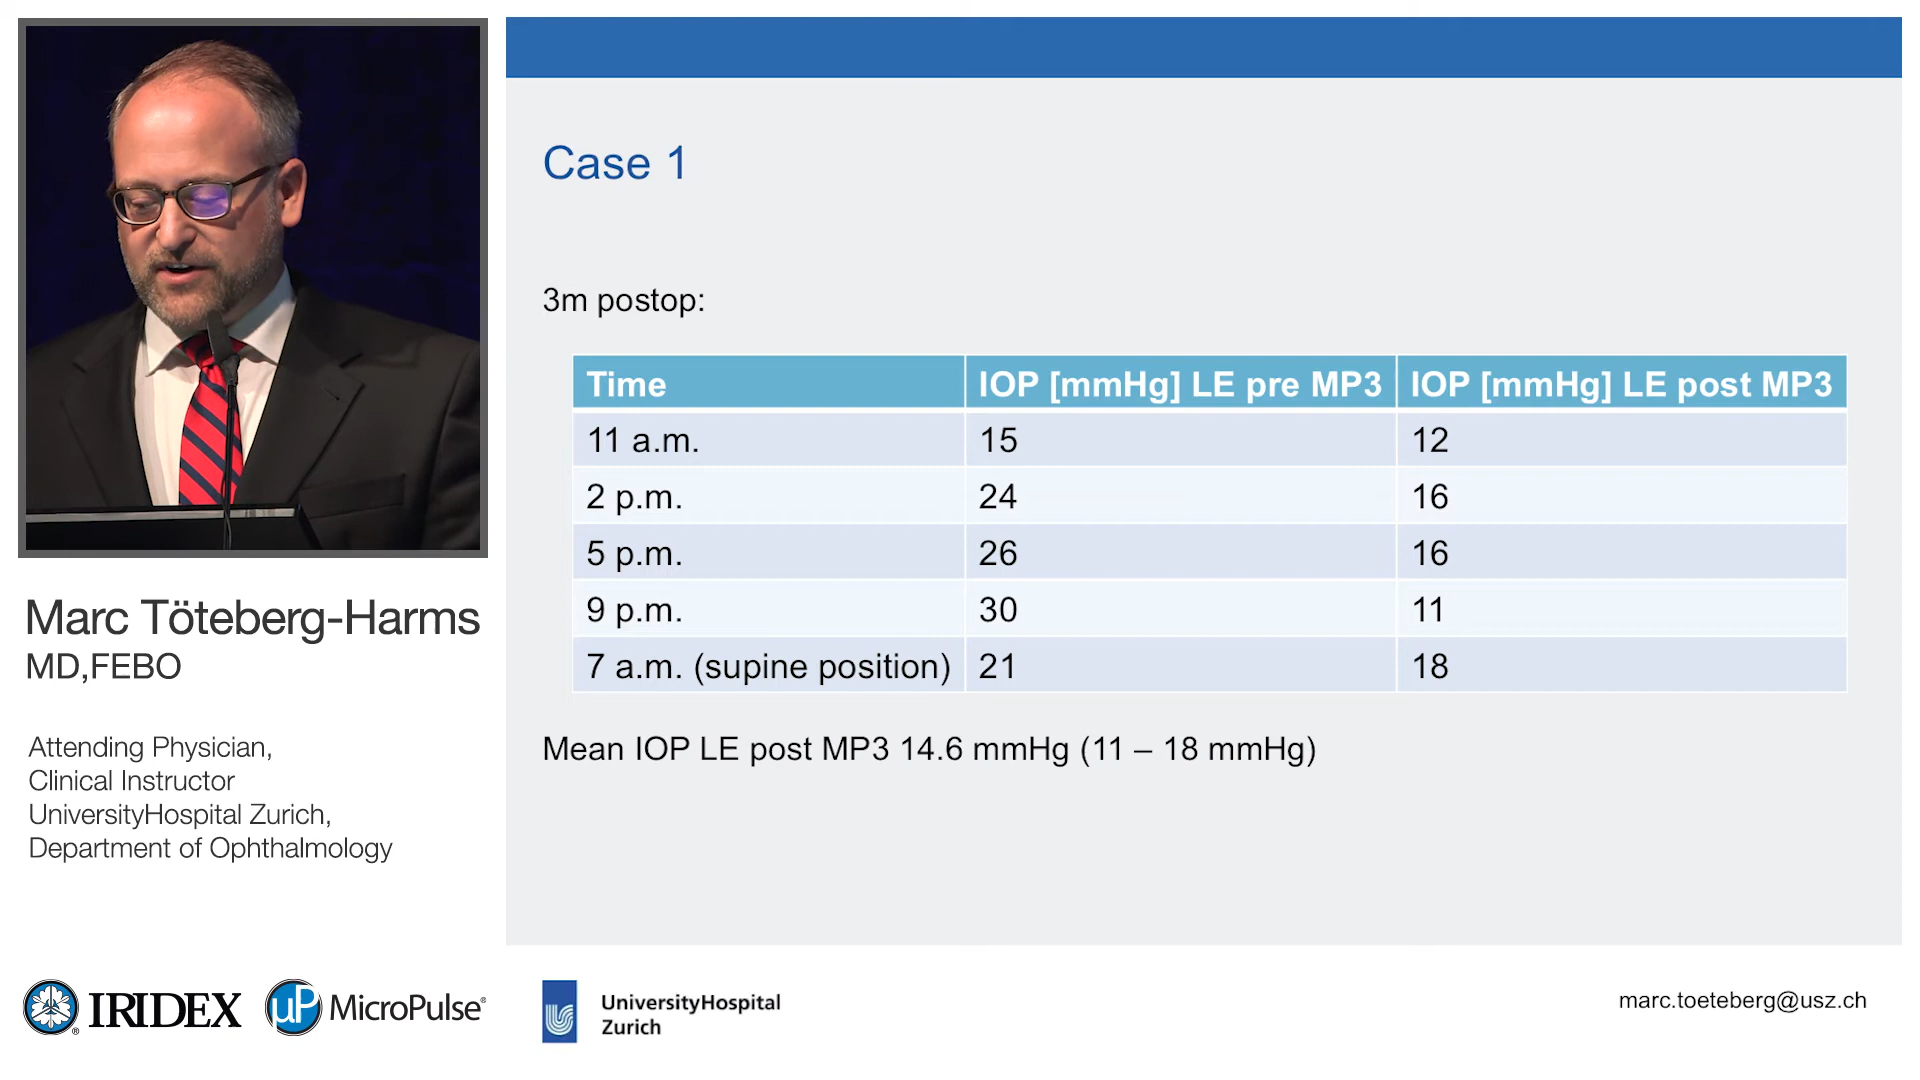 Case 1
3m postop:
Time IOP [mmHg] LE pre MP3 IOP [mmHg] LE post MP3
11 a.m. 15 12
2 p.m. 24 16
5 p.m. 26 16
9 p.m. 30 11
7 a.m. (supine position) 21 18
Mean IOP LE post MP3 14.6 mmHg (11 – 18 mmHg)
Marc Töteberg-Harms
MD,FEBO
Attending Physician,
Clinical Instructor
UniversityHospital Zurich,
Department of Ophthalmology
IRIDEX®
µP MicroPulse®
UniversityHospital
Zurich
marc.toeteberg@usz.ch